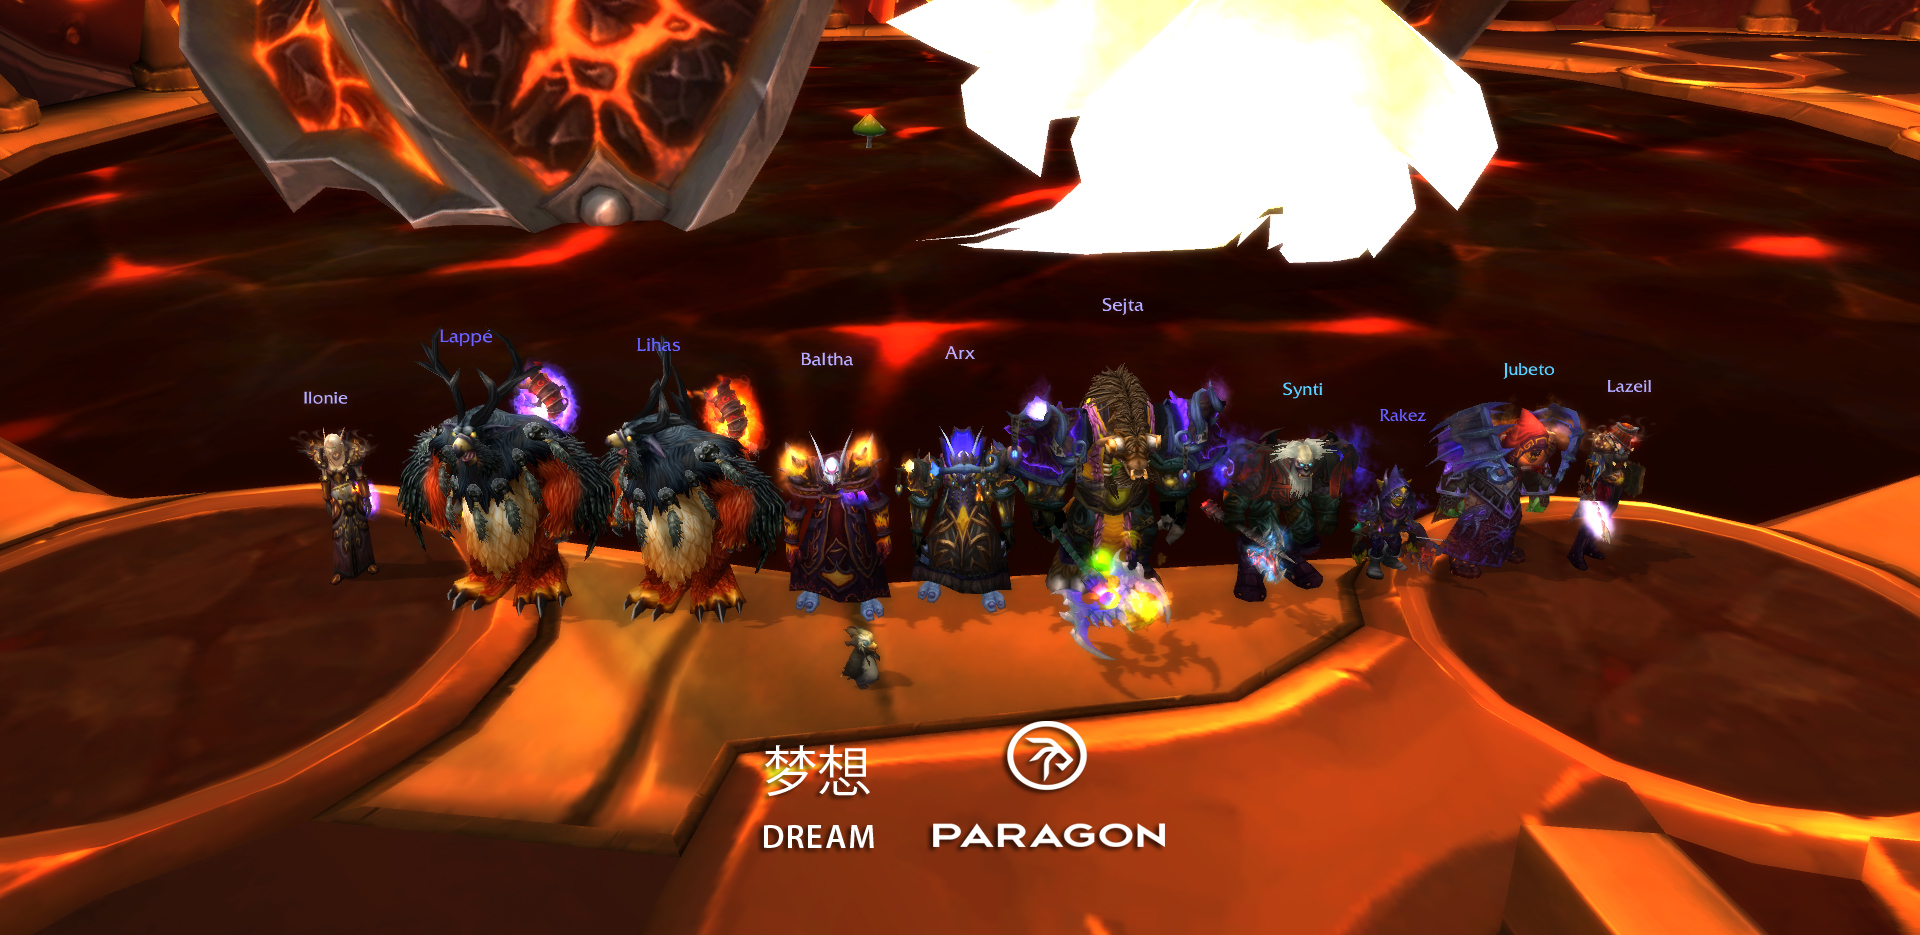 Sejta
Lappé
Lihas
Baltha
Arx
Ilonie
Synti
Jubeto
Lazeil
Rakez
梦想
DREAM
PARAGON